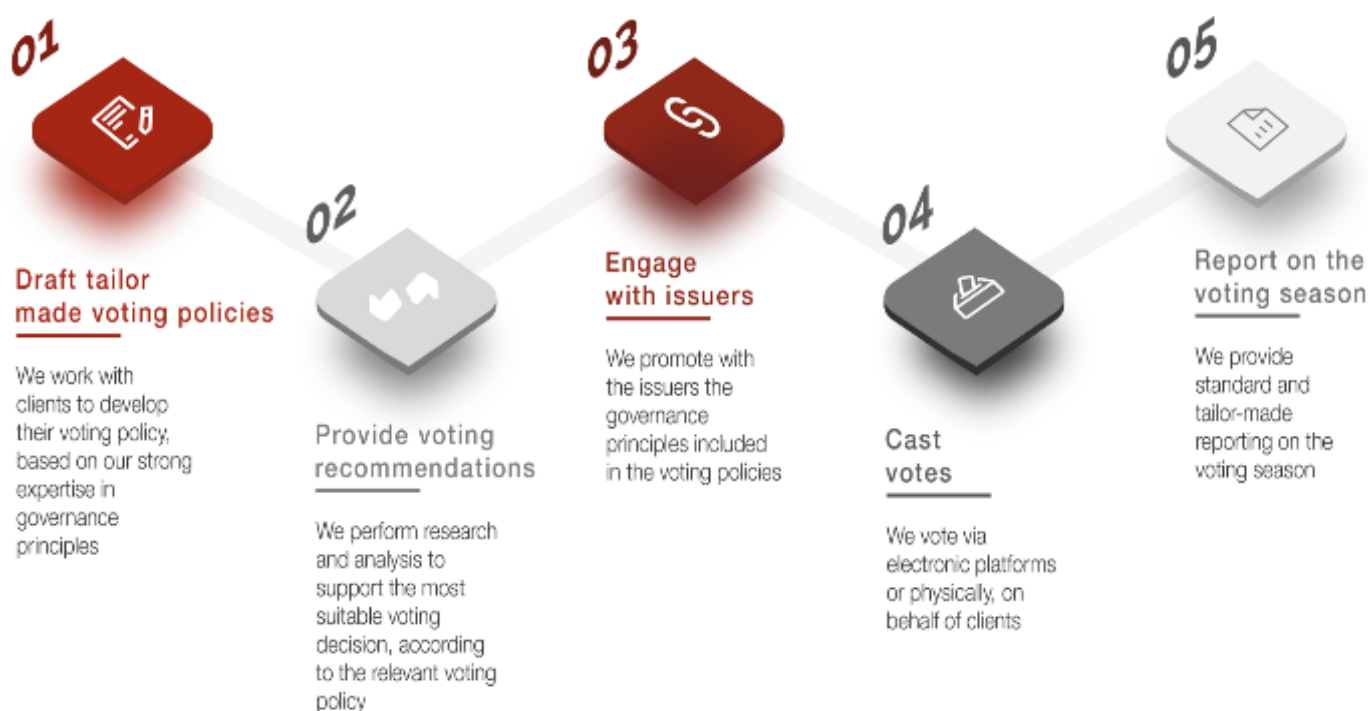 01
Draft tailor
made voting policies
We work with
clients to develop
their voting policy,
based on our strong
expertise in
governance
principles
02
Provide voting
recommendations
We perform research
and analysis to
support the most
suitable voting
decision, according
to the relevant voting
policy
03
Engage
with issuers
We promote with
the issuers the
governance
principles included
in the voting policies
04
Cast
votes
We vote via
electronic platforms
or physically, on
behalf of clients
05
Report on the
voting season
We provide
standard and
tailor-made
reporting on the
voting season